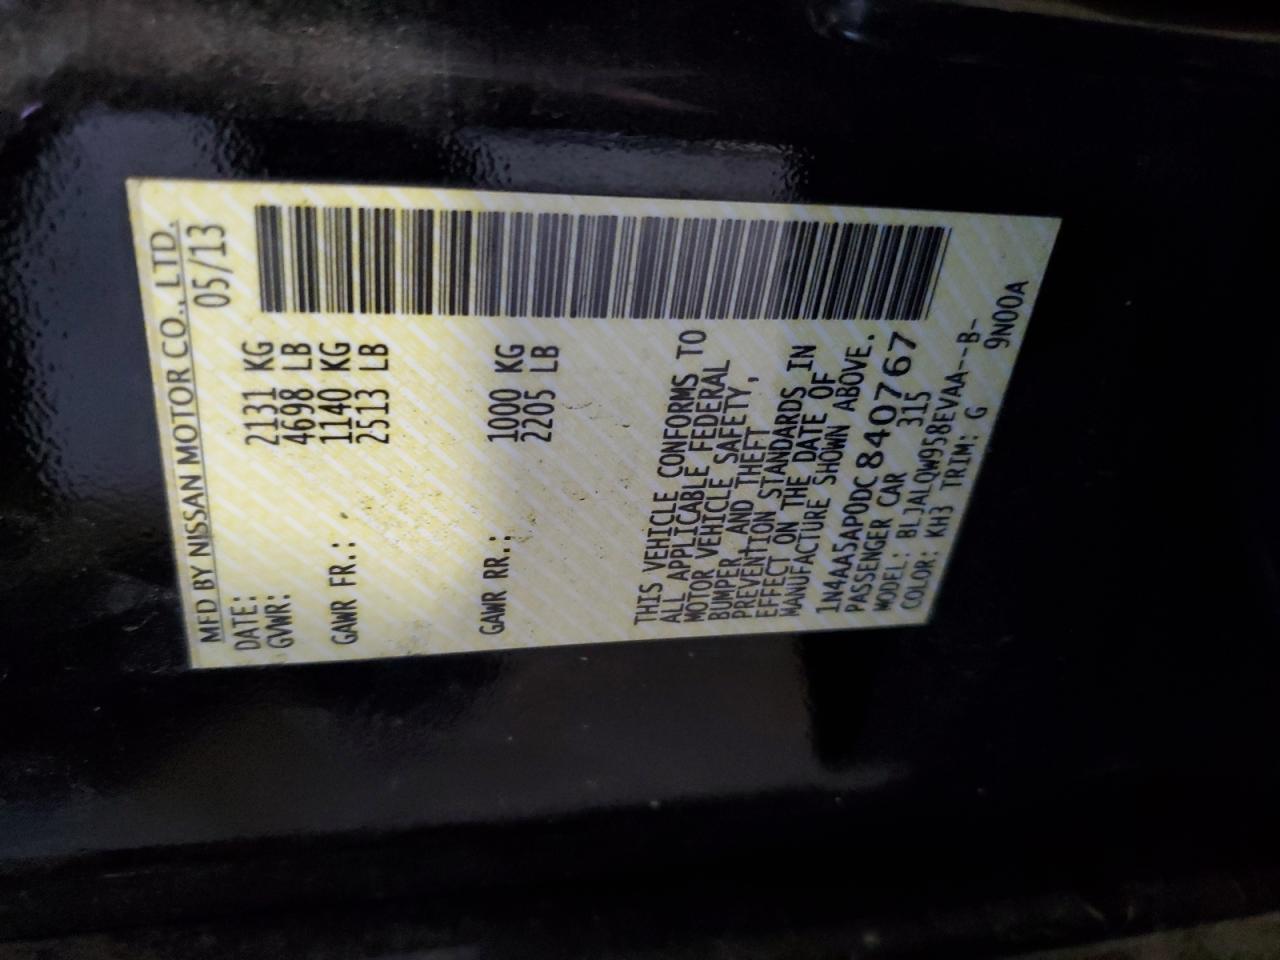 MFD BY NISSAN MOTOR CO., LTD.
DATE: 05/13
GVWR: 2131 KG
4698 LB
GAWR FR.: 1140 KG
2513 LB
GAWR RR.: 1000 KG
2205 LB
THIS VEHICLE CONFORMS TO
ALL APPLICABLE FEDERAL
MOTOR VEHICLE SAFETY,
BUMPER, AND THEFT
PREVENTION STANDARDS IN
EFFECT ON THE DATE OF
MANUFACTURE SHOWN ABOVE.
1N4AA5AP0DC840767
PASSENGER CAR 315
MODEL: BLJALQW958EVAA--B-
COLOR: KH3 TRIM: G 9N00A